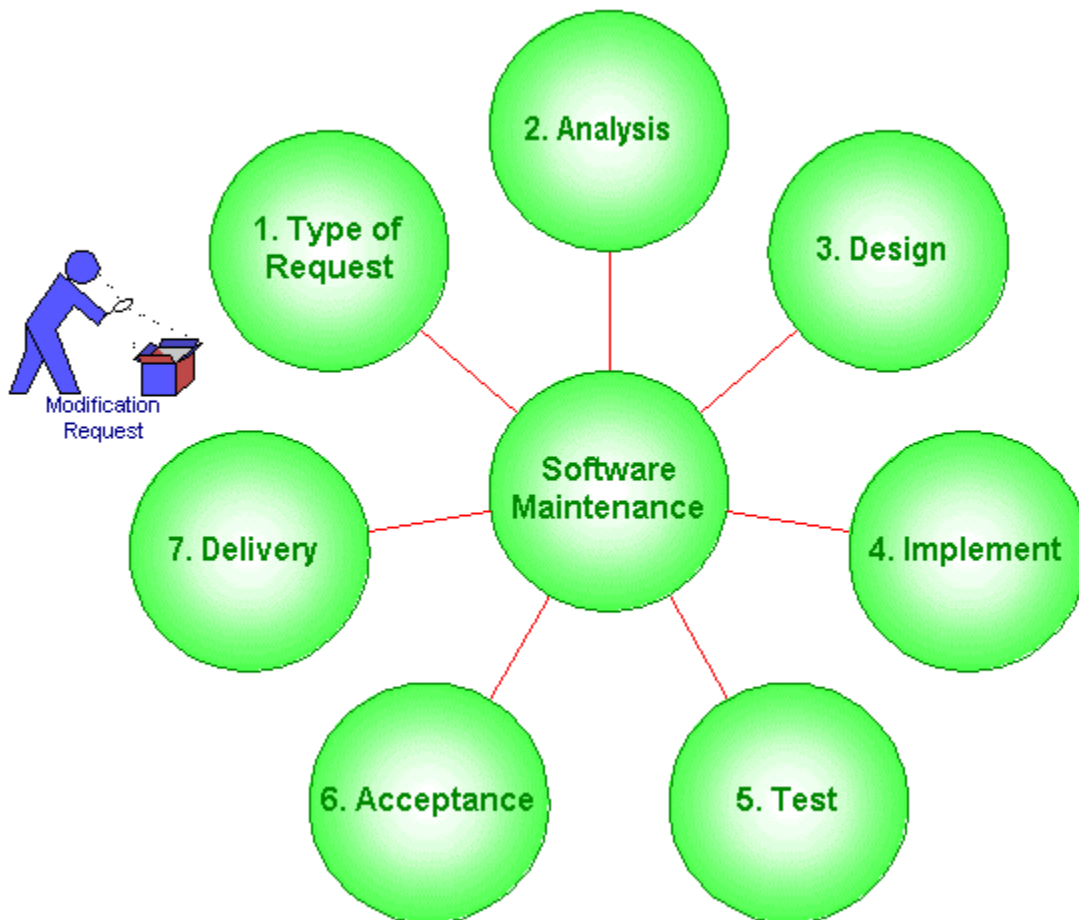 2. Analysis
1. Type of
Request
3. Design
Modification
Request
Software
Maintenance
7. Delivery
4. Implement
6. Acceptance
5. Test